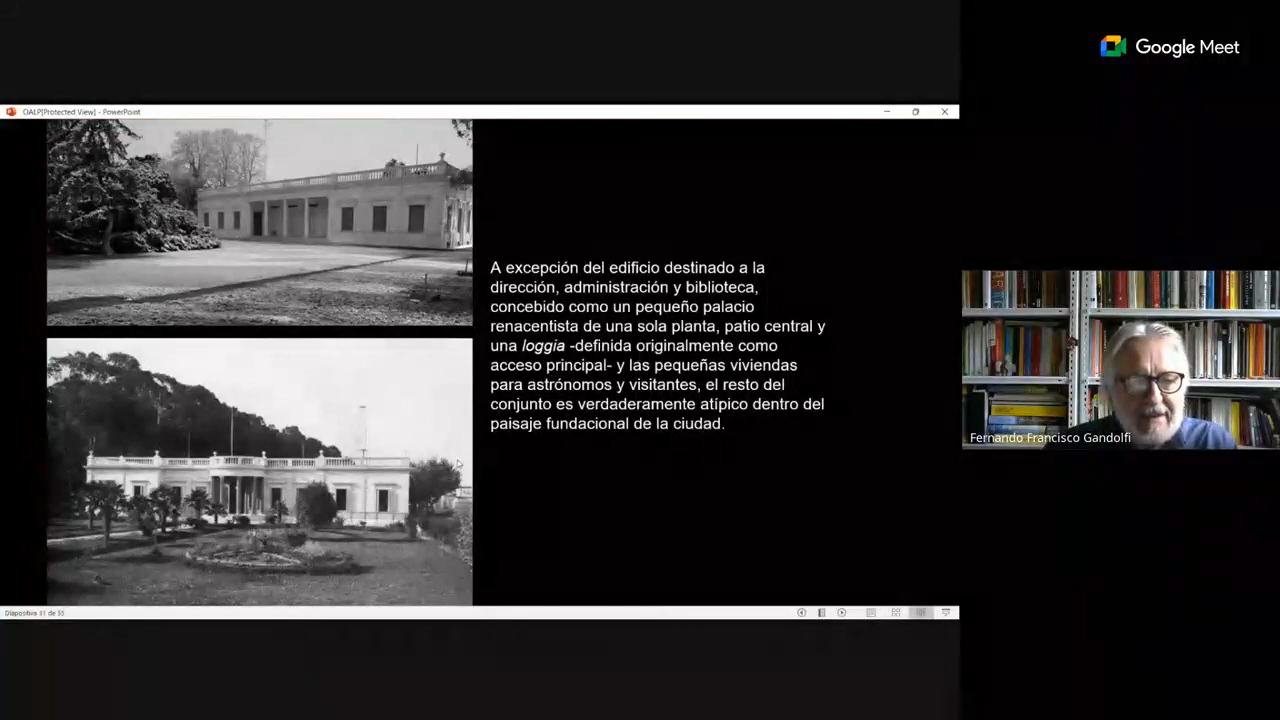 Google Meet
OALP[Protected View] - PowerPoint
A excepción del edificio destinado a la
dirección, administración y biblioteca,
concebido como un pequeño palacio
renacentista de una sola planta, patio central y
una loggia -definida originalmente como
acceso principal- y las pequeñas viviendas
para astrónomos y visitantes, el resto del
conjunto es verdaderamente atípico dentro del
paisaje fundacional de la ciudad.
Fernando Francisco Gandolfi
Diapositiva